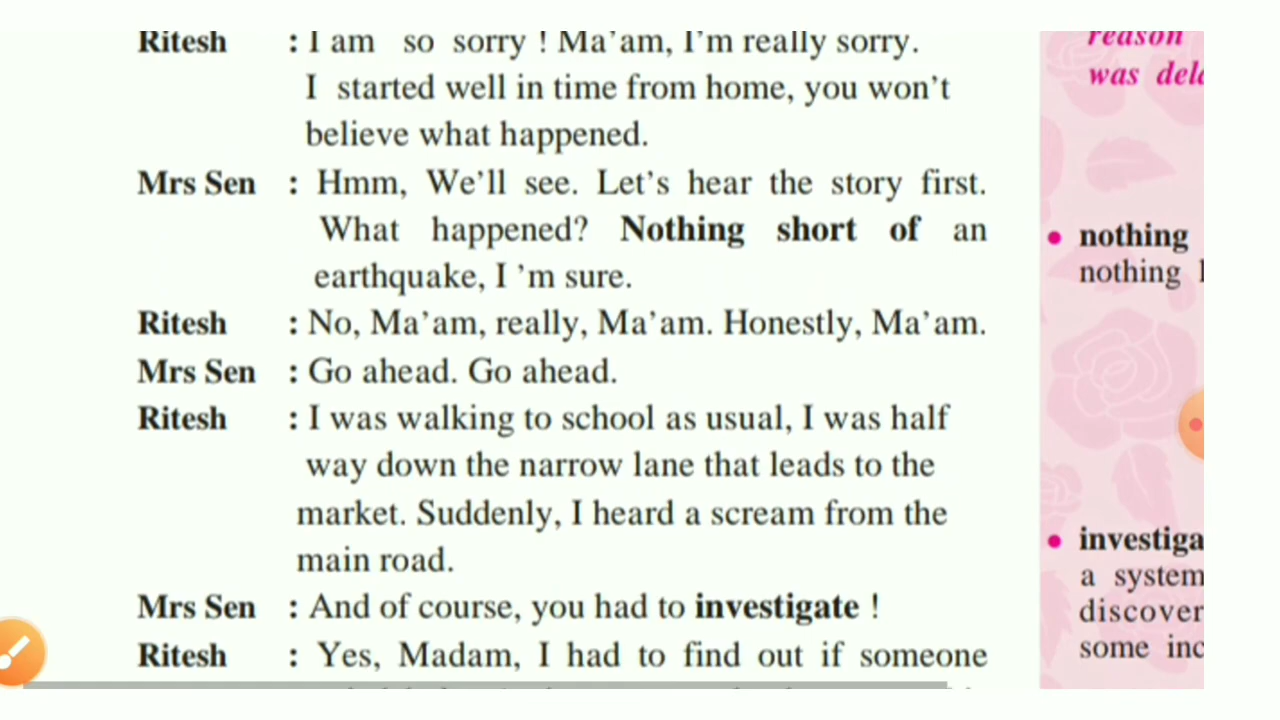 Ritesh : I am so sorry ! Ma’am, I’m really sorry.
I started well in time from home, you won’t
believe what happened.
Mrs Sen : Hmm, We’ll see. Let’s hear the story first.
What happened? Nothing short of an
earthquake, I ’m sure.
Ritesh : No, Ma’am, really, Ma’am. Honestly, Ma’am.
Mrs Sen : Go ahead. Go ahead.
Ritesh : I was walking to school as usual, I was half
way down the narrow lane that leads to the
market. Suddenly, I heard a scream from the
main road.
Mrs Sen : And of course, you had to investigate !
Ritesh : Yes, Madam, I had to find out if someone
reason
was
• nothing
nothing
•
a system
discover
some